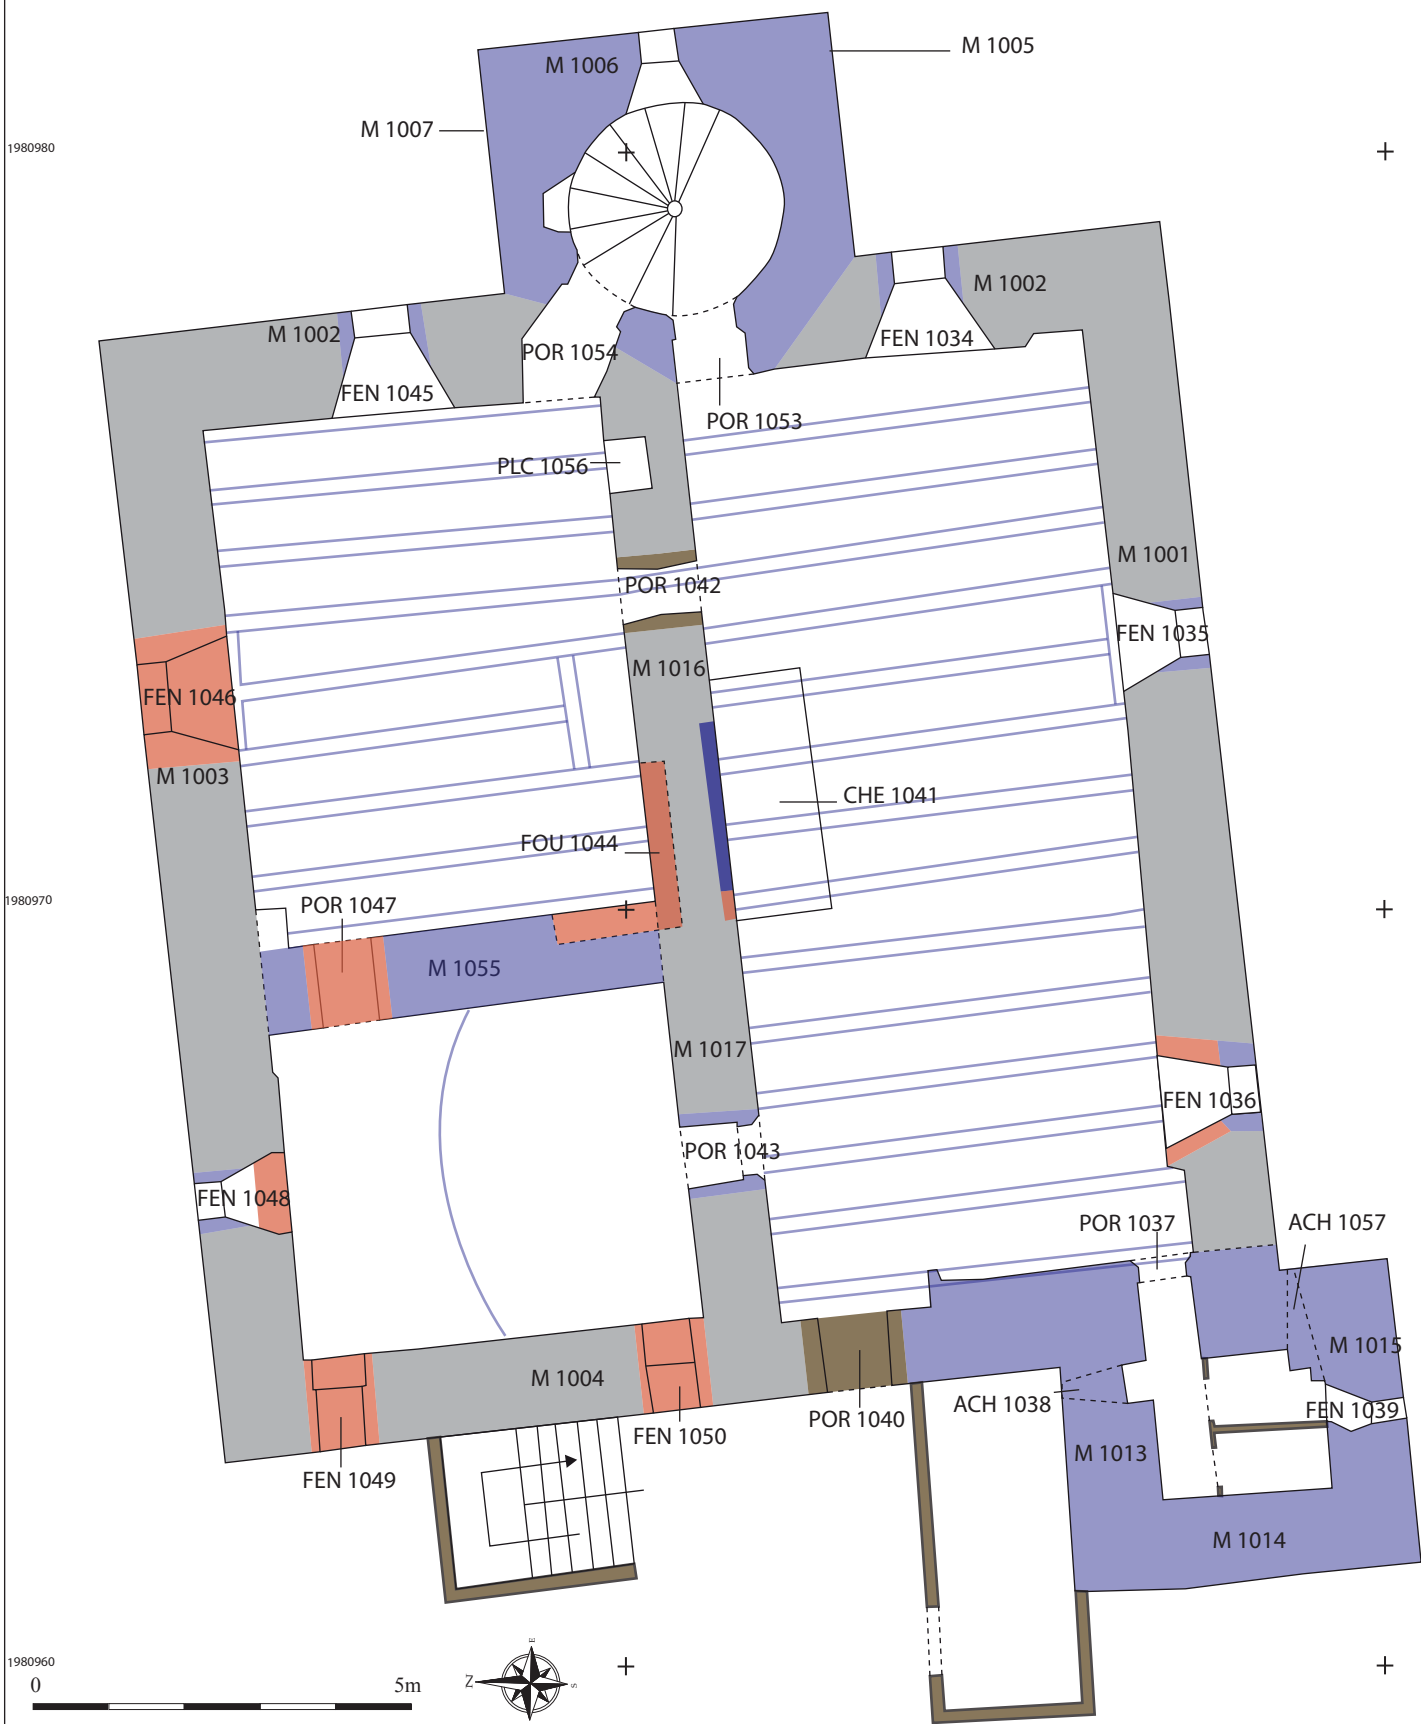 M 1005
M 1006
M 1007
1980980
M 1002
M 1002
FEN 1034
POR 1054
FEN 1045
POR 1053
PLC 1056
M 1001
POR 1042
FEN 1035
M 1016
FEN 1046
M 1003
CHE 1041
FOU 1044
1980970
POR 1047
M 1055
M 1017
FEN 1036
POR 1043
FEN 1048
POR 1037
ACH 1057
M 1015
M 1004
ACH 1038
FEN 1039
POR 1040
FEN 1050
M 1013
FEN 1049
M 1014
1980960
E
Z
S
0
5m